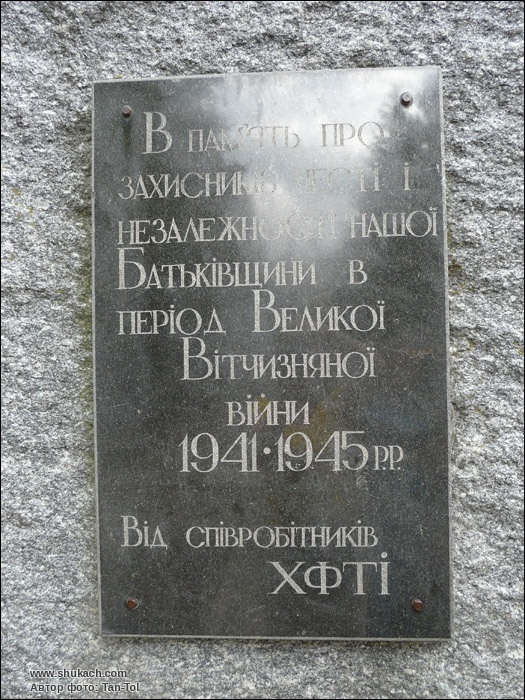 В пам'ять про
захисників честі і
незалежності нашої
Батьківщини в
період Великої
Вітчизняної
війни
1941·1945 р.р.
Від співробітників
ХФТІ
www.shukach.com
Автор фото: Tan-Tol